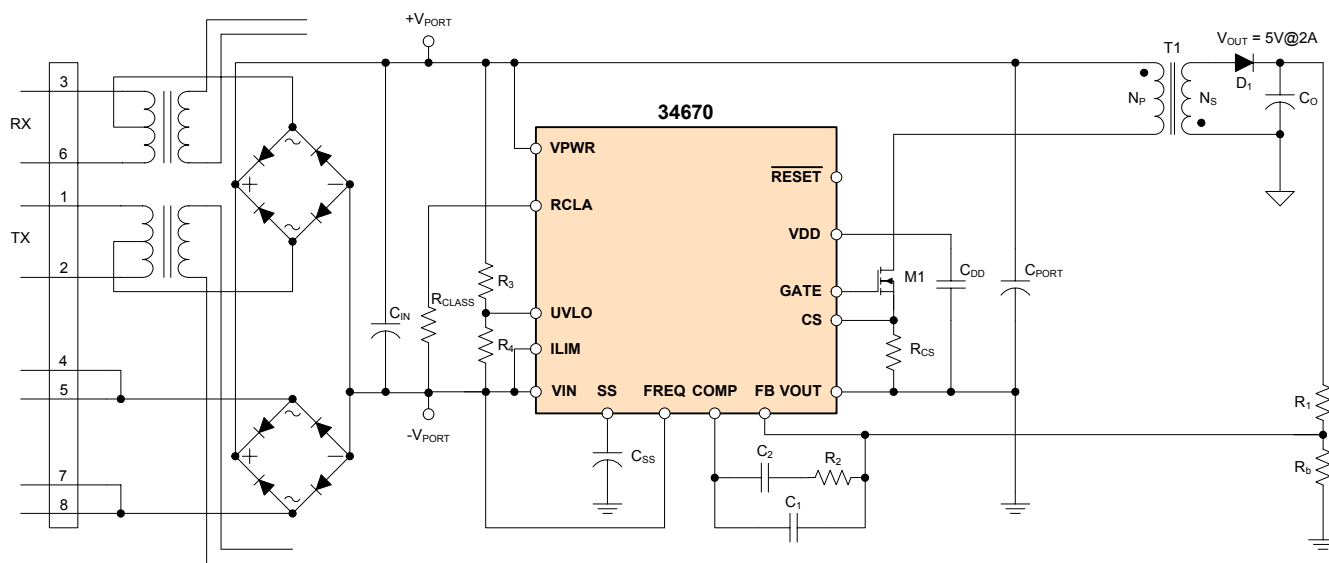 +VPORT
VOUT = 5V@2A
T1
D1
CO
NP
NS
3
RX
6
1
TX
2
4
5
7
8
+
−
~
~
+
−
~
~
34670
VPWR
RESET
RCLA
VDD
GATE
M1
CDD
CPORT
CS
UVLO
ILIM
RCS
VIN
SS
FREQ
COMP
FB
VOUT
CIN
RCLASS
R3
R4
-VPORT
CSS
C2
R2
C1
R1
Rb